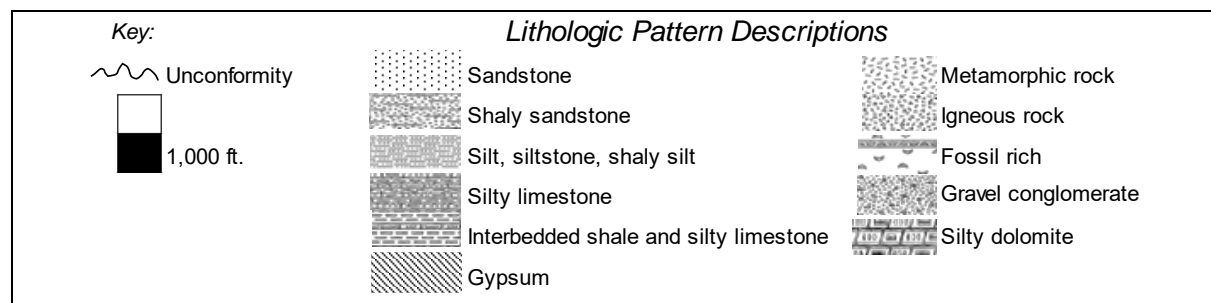 Key:
Lithologic Pattern Descriptions
Unconformity
1,000 ft.
Sandstone
Shaly sandstone
Silt, siltstone, shaly silt
Silty limestone
Interbedded shale and silty limestone
Gypsum
Metamorphic rock
Igneous rock
Fossil rich
Gravel conglomerate
Silty dolomite